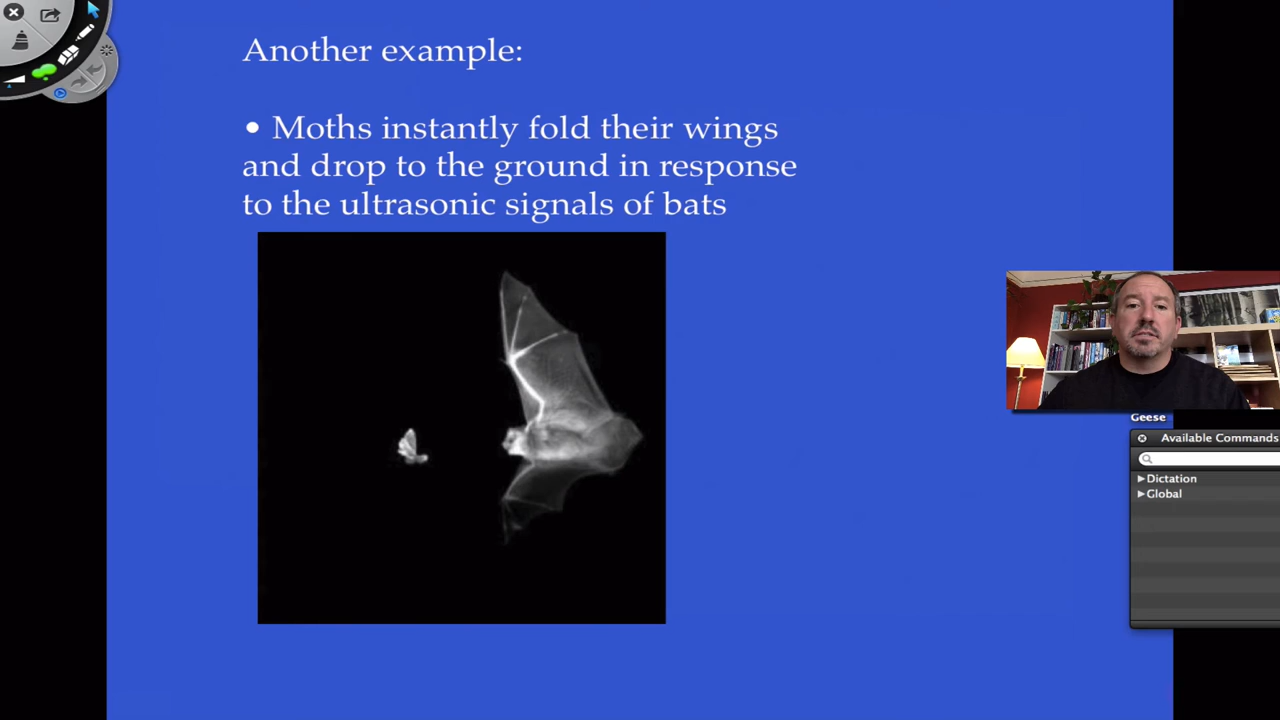 Another example:
• Moths instantly fold their wings
and drop to the ground in response
to the ultrasonic signals of bats
Geese
Available Commands
Dictation
Global